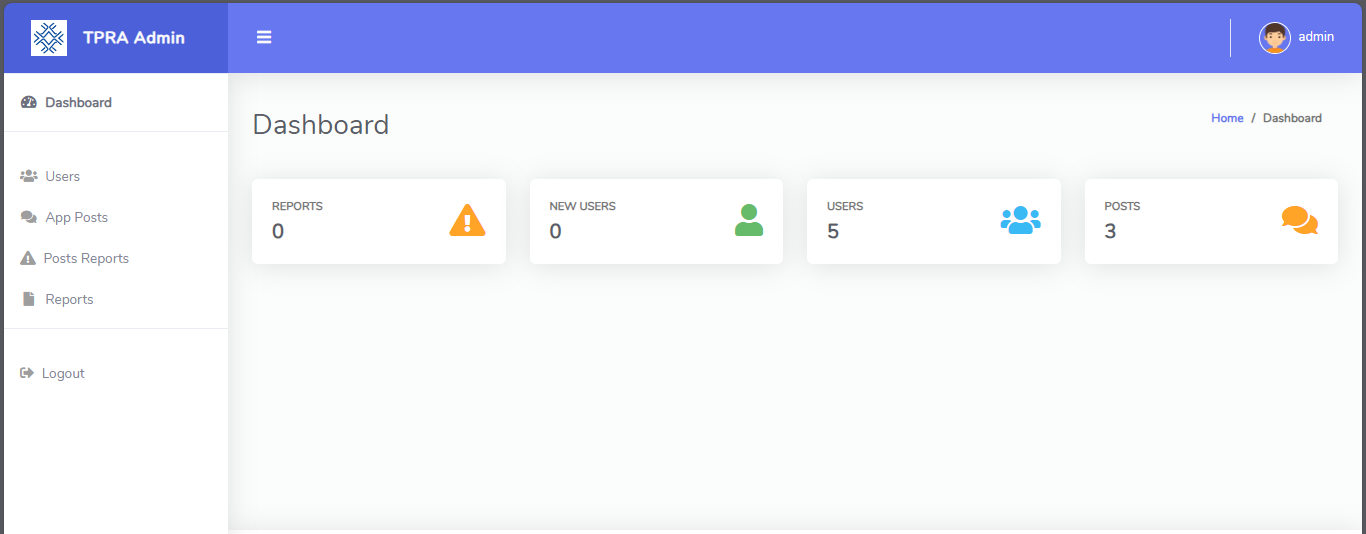 TPRA Admin
admin
Dashboard
Users
App Posts
Posts Reports
Reports
Logout
Dashboard
Home / Dashboard
REPORTS
0
NEW USERS
0
USERS
5
POSTS
3